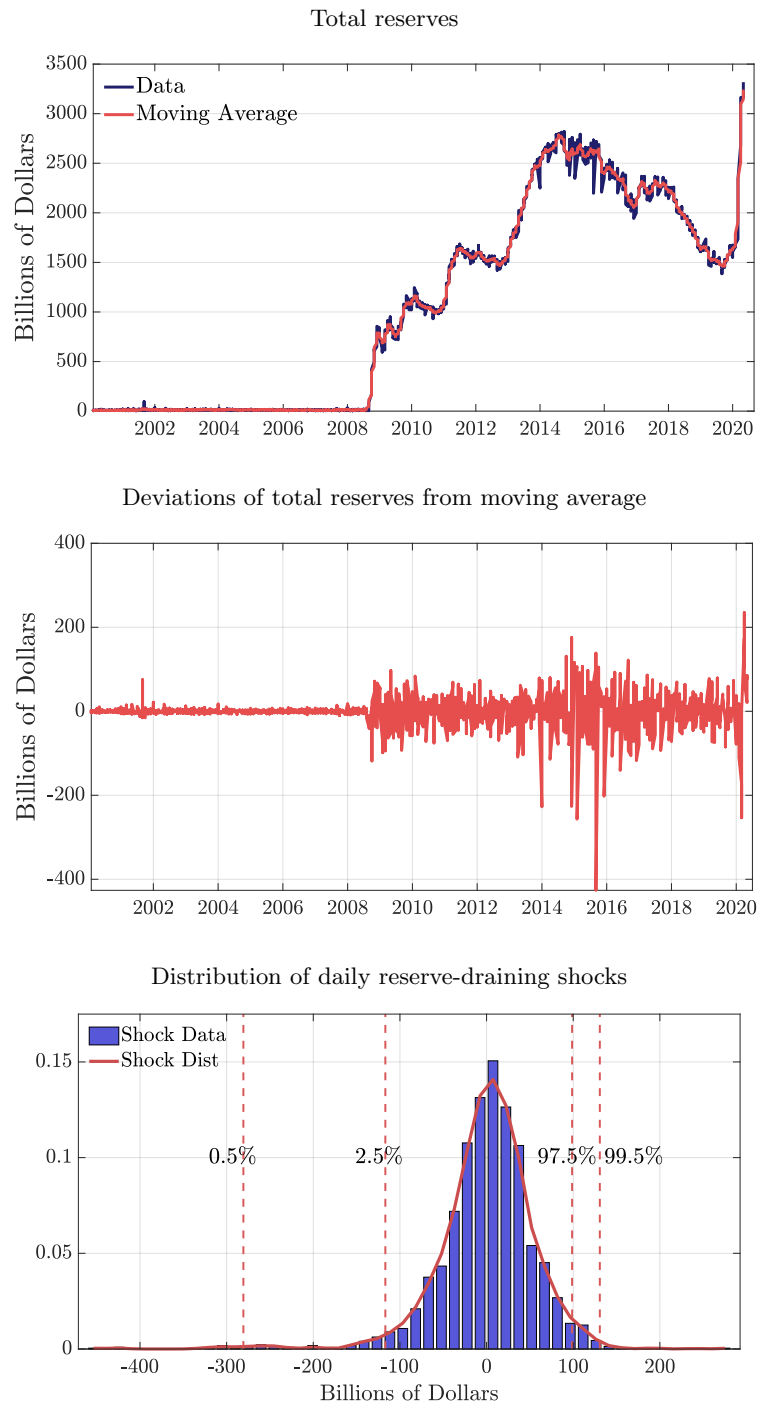 Total reserves
3500
3000
2500
2000
1500
1000
500
0
Billions of Dollars
Data
Moving Average
2002 2004 2006 2008 2010 2012 2014 2016 2018 2020
Deviations of total reserves from moving average
400
200
0
-200
-400
Billions of Dollars
2002 2004 2006 2008 2010 2012 2014 2016 2018 2020
Distribution of daily reserve-draining shocks
Shock Data
Shock Dist
0.15
0.1
0.05
0
0.5% 2.5% 97.5% 99.5%
-400 -300 -200 -100 0 100 200
Billions of Dollars